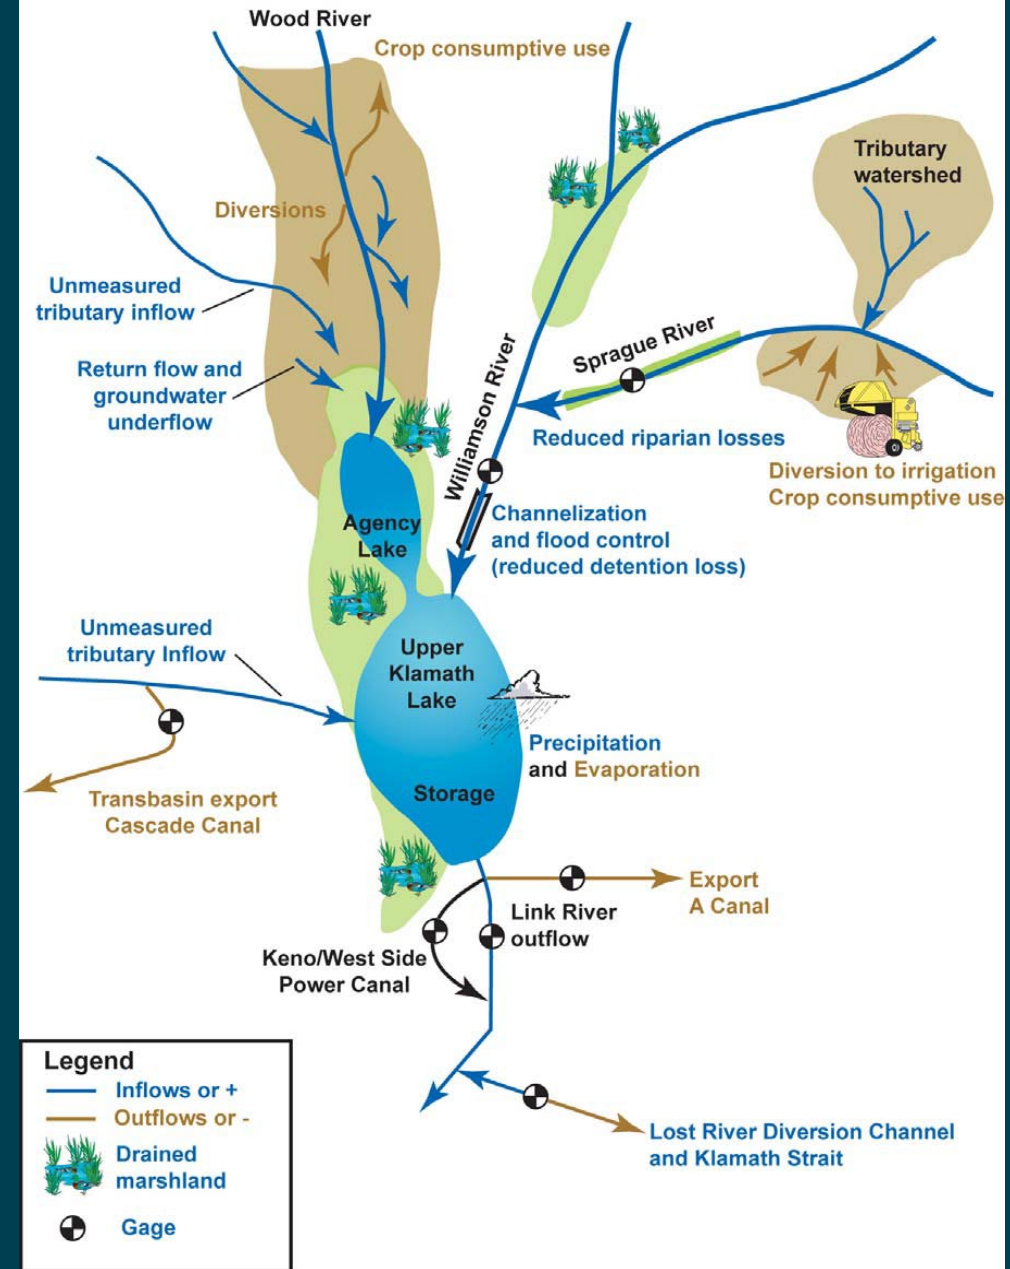 Wood River
Crop consumptive use
Tributary
watershed
Diversions
Unmeasured
tributary inflow
Return flow and
groundwater
underflow
Williamson River
Sprague River
Reduced riparian losses
Diversion to irrigation
Crop consumptive use
Channelization
and flood control
(reduced detention loss)
Agency
Lake
Unmeasured
tributary Inflow
Upper
Klamath
Lake
Precipitation
and Evaporation
Storage
Transbasin export
Cascade Canal
Export
A Canal
Link River
outflow
Keno/West Side
Power Canal
Legend
Inflows or +
Outflows or -
Drained
marshland
Gage
Lost River Diversion Channel
and Klamath Strait